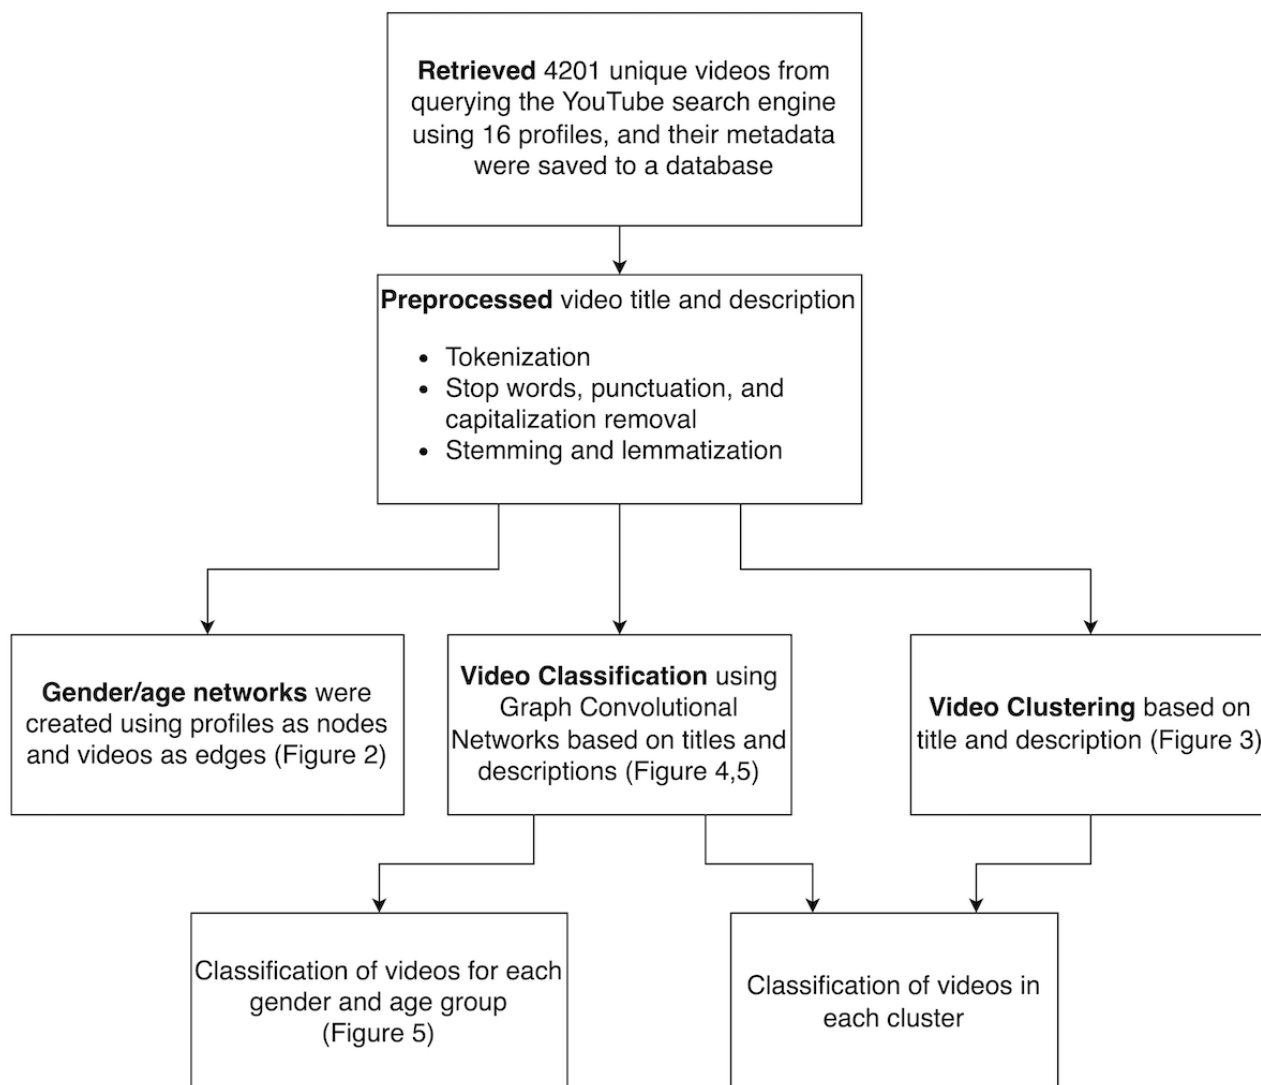 Retrieved 4201 unique videos from
querying the YouTube search engine
using 16 profiles, and their metadata
were saved to a database
Preprocessed video title and description
• Tokenization
• Stop words, punctuation, and
capitalization removal
• Stemming and lemmatization
Gender/age networks were
created using profiles as nodes
and videos as edges (Figure 2)
Video Classification using
Graph Convolutional
Networks based on titles and
descriptions (Figure 4,5)
Video Clustering based on
title and description (Figure 3)
Classification of videos for each
gender and age group
(Figure 5)
Classification of videos in
each cluster